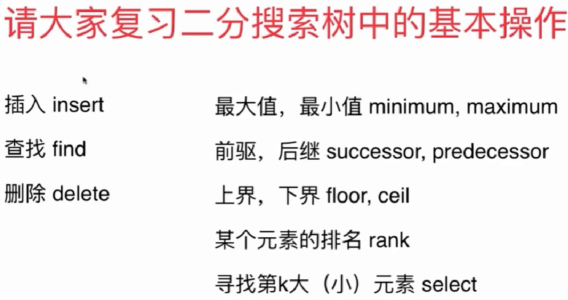 请大家复习二分搜索树中的基本操作
插入 insert
查找 find
删除 delete
最大值，最小值 minimum, maximum
前驱，后继 successor, predecessor
上界，下界 floor, ceil
某个元素的排名 rank
寻找第k大（小）元素 select